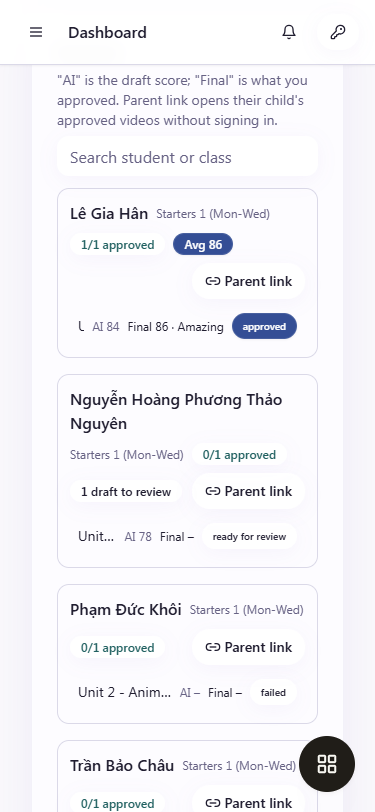 Dashboard
"AI" is the draft score; "Final" is what you
approved. Parent link opens their child's
approved videos without signing in.
Search student or class
Lê Gia Hân Starters 1 (Mon-Wed)
1/1 approved Avg 86
Parent link
AI 84 Final 86 · Amazing approved
Nguyễn Hoàng Phương Thảo
Nguyên
Starters 1 (Mon-Wed) 0/1 approved
1 draft to review Parent link
Unit... AI 78 Final – ready for review
Phạm Đức Khôi Starters 1 (Mon-Wed)
0/1 approved Parent link
Unit 2 - Anim... AI – Final – failed
Trần Bảo Châu Starters 1 (Mon-Wed)
0/1 approved Parent link